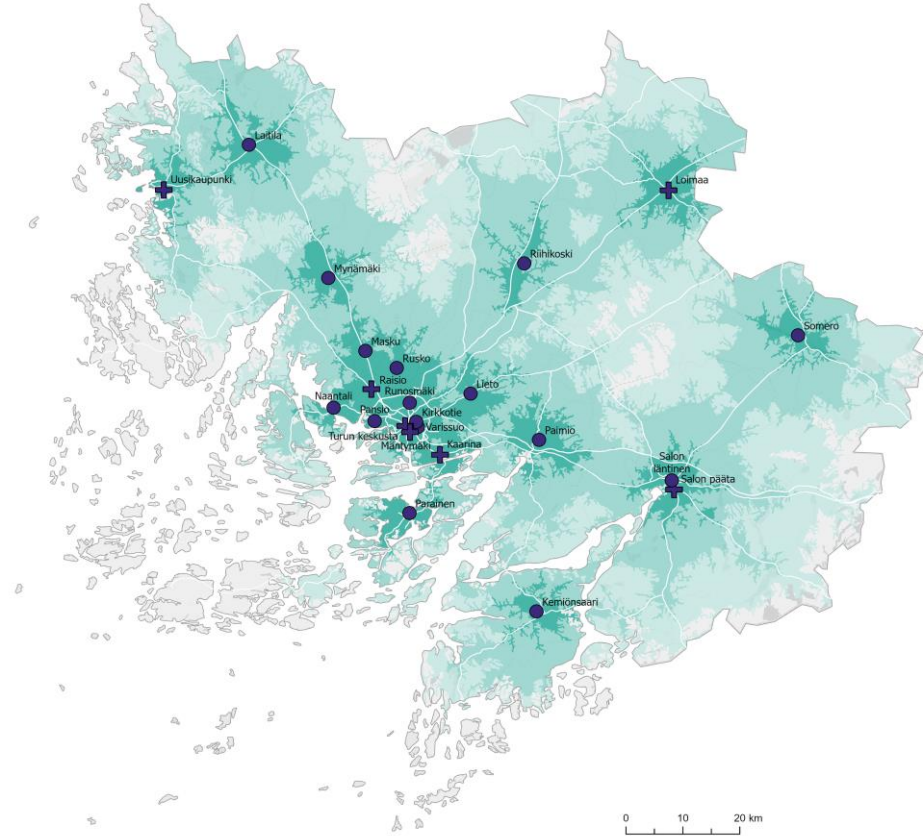 Laitila
Uusikaupunki
Loimaa
Riihikoski
Mynämäki
Somero
Masku
Rusko
Raisio
Runosmäki
Lieto
Naantali
Pansio
Kirkkotie
Varissuo
Turun keskusta
Mäntymäki
Kaarina
Paimio
Salon
läntinen
Salon pääta
Parainen
Kemiönsaari
0 10 20 km